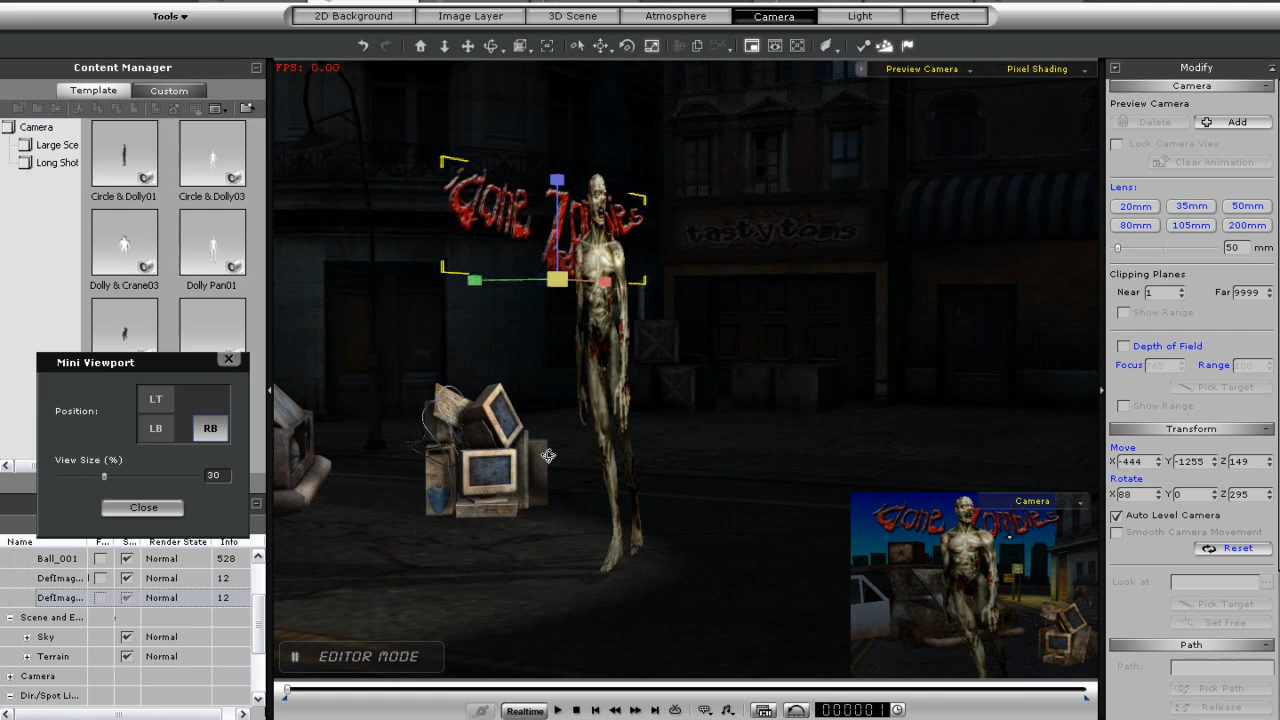 Tools
2D Background
Image Layer
3D Scene
Atmosphere
Camera
Light
Effect
Content Manager
Template
Custom
Camera
Large Sce
Long Shot
Circle & Dolly01
Circle & Dolly03
Dolly & Crane03
Dolly Pan01
Mini Viewport
Position:
LT
LB
RB
View Size (%)
30
Close
Name F... S... Render State Info
Ball_001 Normal 528
DefImag... Normal 12
DefImag... Normal 12
Scene and E...
Sky Normal
Terrain Normal
Camera
Dir./Spot Li...
FPS: 0.00
Preview Camera
Pixel Shading
Clone Zombies
tasty toms
EDITOR MODE
Camera
Clone Zombies
Realtime
000001
Modify
Camera
Preview Camera
Delete
Add
Lock Camera View
Clear Animation
Lens:
20mm 35mm 50mm
80mm 105mm 200mm
50 mm
Clipping Planes
Near 1 Far 9999
Show Range
Depth of Field
Focus 745 Range 100
Pick Target
Show Range
Transform
Move
X -444 Y -1255 Z 149
Rotate
X 88 Y 0 Z 295
Auto Level Camera
Smooth Camera Movement
Reset
Look at
Pick Target
Set Free
Path
Path:
Pick Path
Release